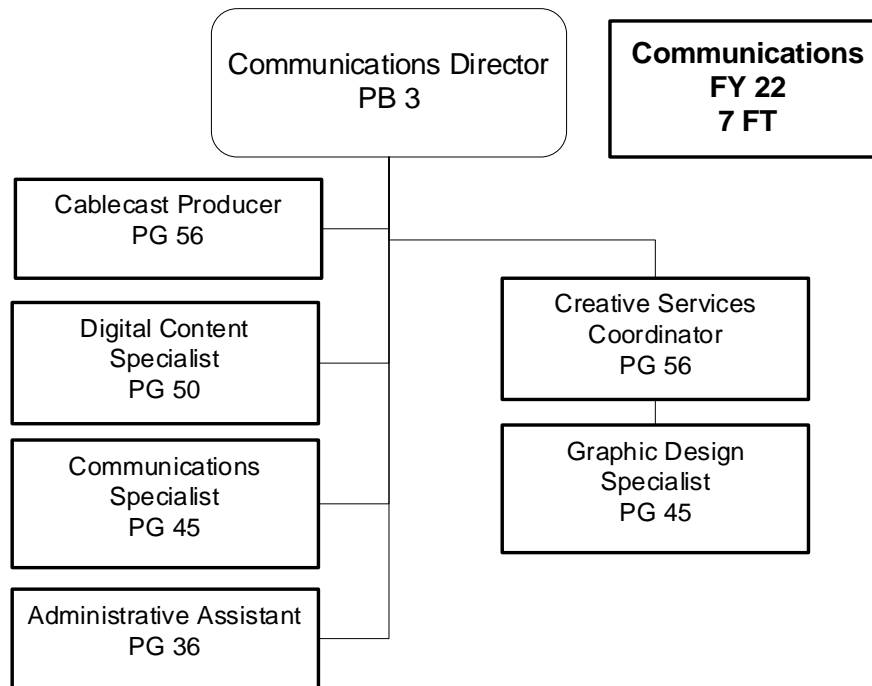 Communications Director
PB 3
Communications
FY 22
7 FT
Cablecast Producer
PG 56
Digital Content
Specialist
PG 50
Communications
Specialist
PG 45
Administrative Assistant
PG 36
Creative Services
Coordinator
PG 56
Graphic Design
Specialist
PG 45